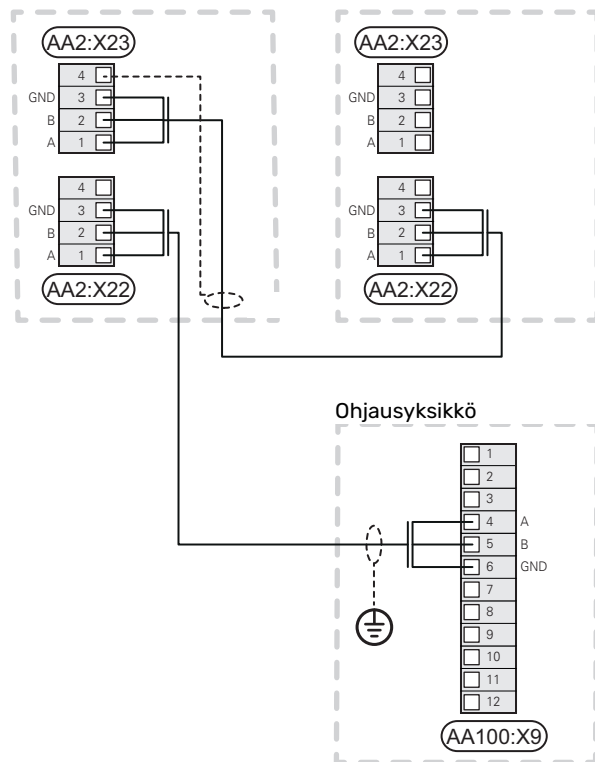 AA2:X23
4
GND 3
B 2
A 1
4
GND 3
B 2
A 1
AA2:X22
AA2:X23
4
GND 3
B 2
A 1
4
GND 3
B 2
A 1
AA2:X22
Ohjausyksikkö
1
2
3
4 A
5 B
6 GND
7
8
9
10
11
12
AA100:X9